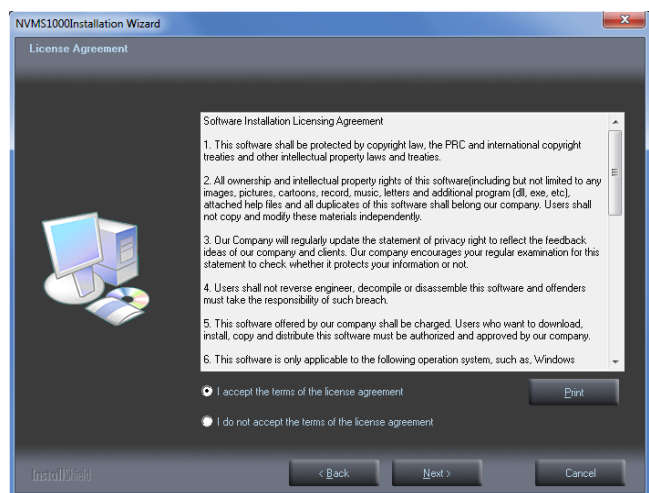 NVMS1000Installation Wizard
License Agreement
Software Installation Licensing Agreement
1. This software shall be protected by copyright law, the PRC and international copyright
treaties and other intellectual property laws and treaties.
2. All ownership and intellectual property rights of this software(including but not limited to any
images, pictures, cartoons, record, music, letters and additional program (dll, exe, etc),
attached help files and all duplicates of this software shall belong our company. Users shall
not copy and modify these materials independently.
3. Our Company will regularly update the statement of privacy right to reflect the feedback
ideas of our company and clients. Our company encourages your regular examination for this
statement to check whether it protects your information or not.
4. Users shall not reverse engineer, decompile or disassemble this software and offenders
must take the responsibility of such breach.
5. This software offered by our company shall be charged. Users who want to download,
install, copy and distribute this software must be authorized and approved by our company.
6. This software is only applicable to the following operation system, such as, Windows
I accept the terms of the license agreement
Print
I do not accept the terms of the license agreement
InstallShield
< Back
Next >
Cancel